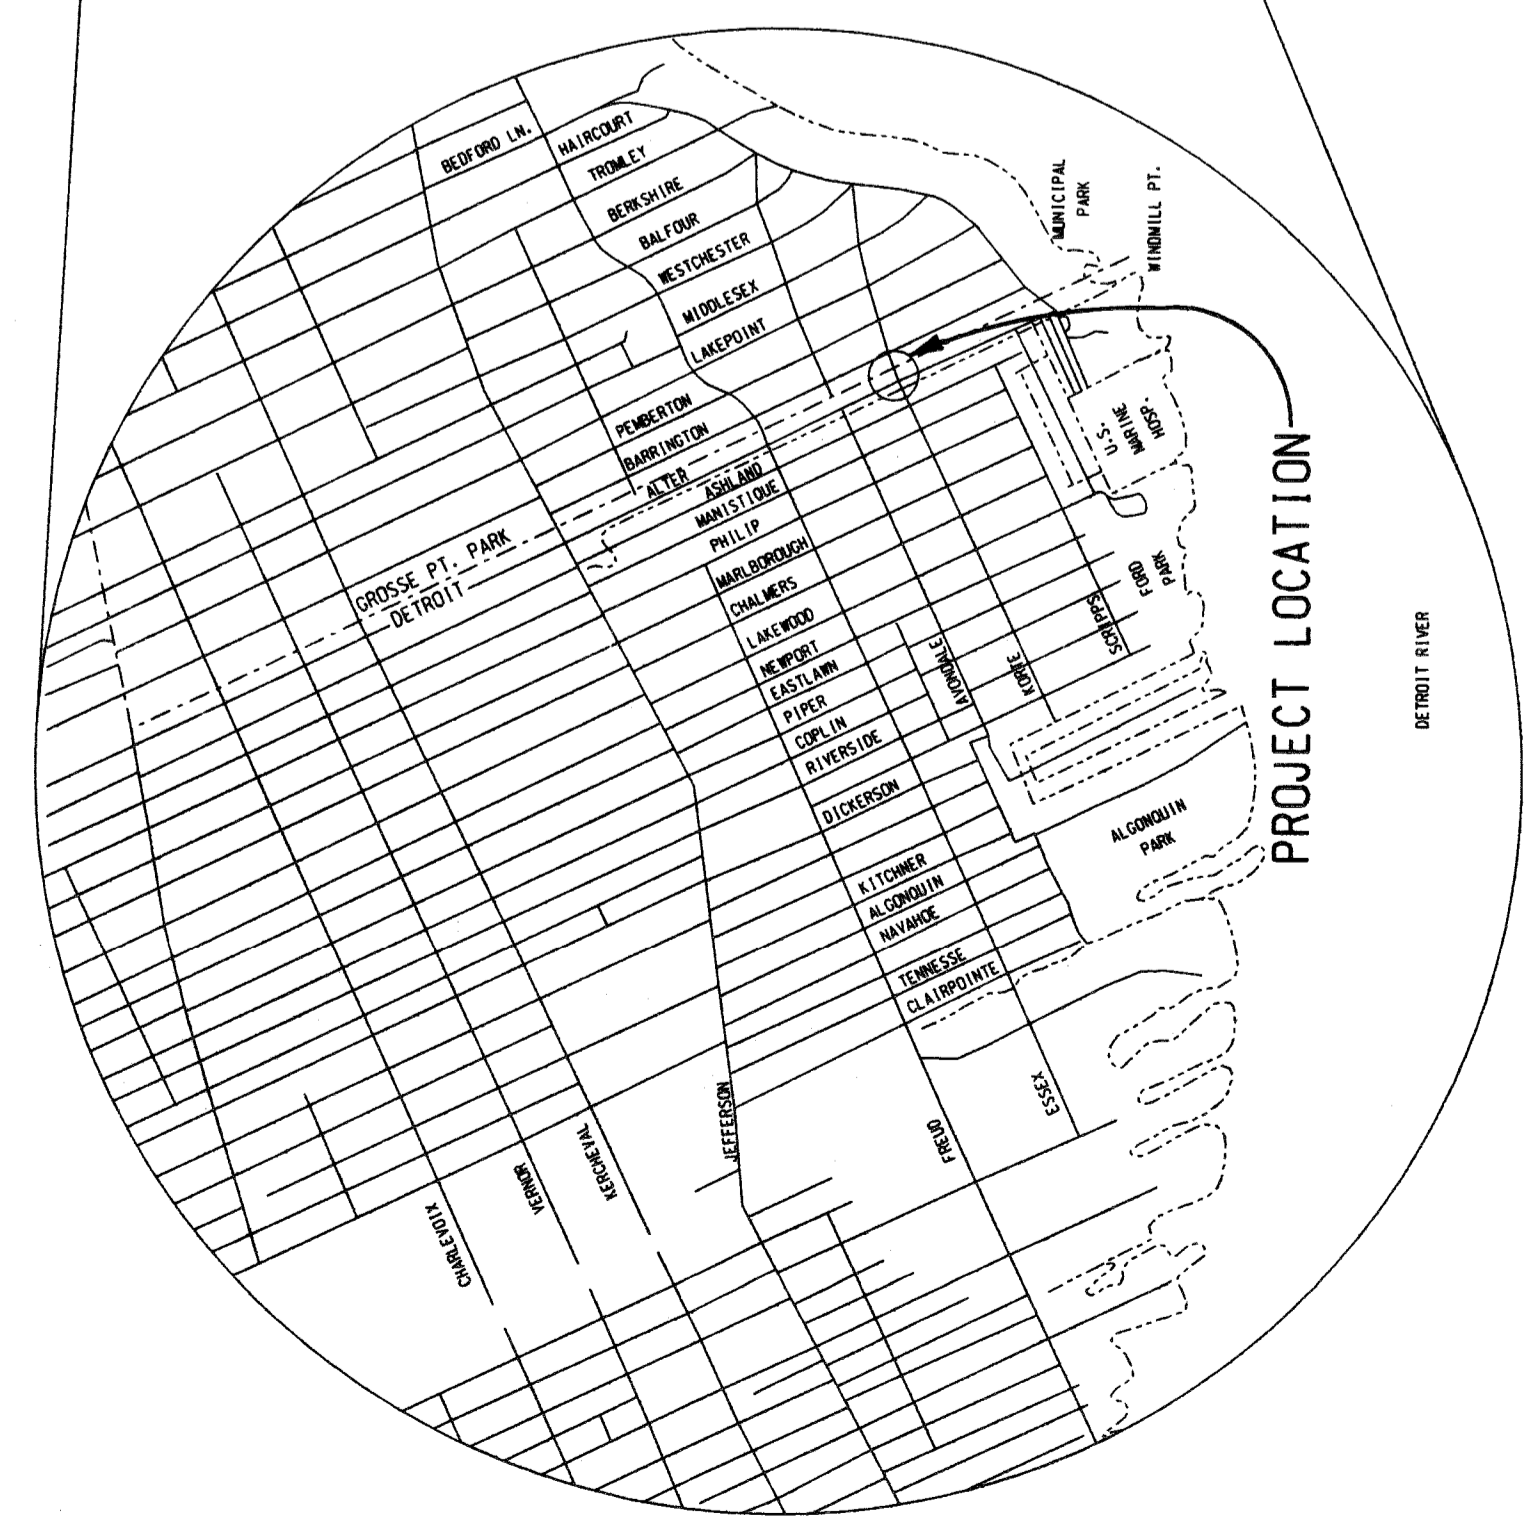 BEDFORD LN.
HAIRCOURT
TROMLEY
BERKSHIRE
BALFOUR
WESTCHESTER
MIDDLESEX
LAKEPOINT
PEMBERTON
BARRINGTON
ALTER
ASHLAND
MANISTIQUE
PHILIP
MARLBOROUGH
CHALMERS
LAKEWOOD
NEWPORT
EASTLAWN
PIPER
COPLIN
RIVERSIDE
DICKERSON
KITCHNER
ALGONQUIN
NAVAHOE
TENNESSE
CLAIRPOINTE
GROSSE PT. PARK
DETROIT
MUNICIPAL
PARK
WINDMILL PT.
U.S.
MARINE
HOSP.
FORD
PARK
SCRIPPS
KORTE
AVONDALE
ALGONQUIN
PARK
PROJECT LOCATION
DETROIT RIVER
ESSEX
FREUD
JEFFERSON
KERCHEVAL
VERNOR
CHARLEVOIX